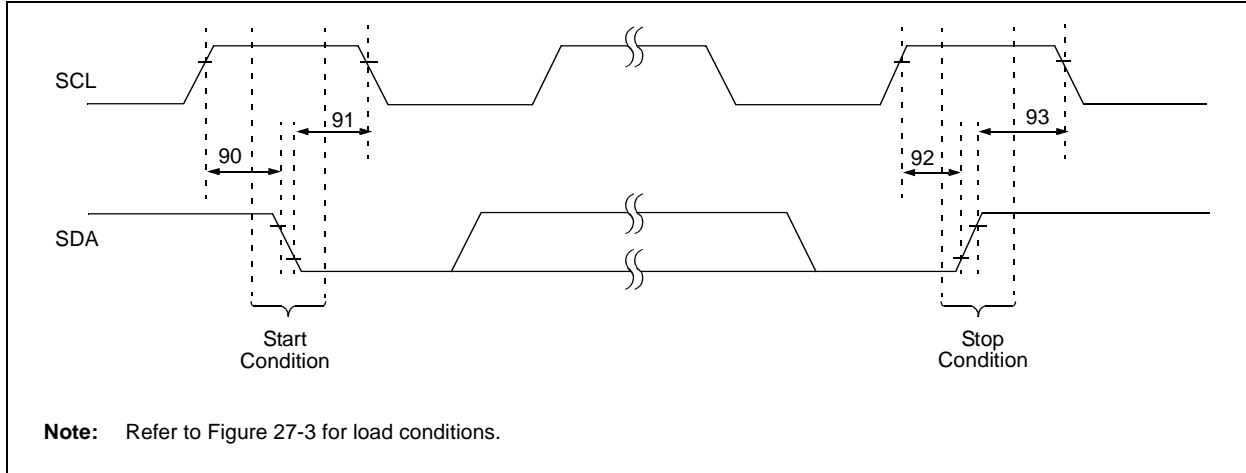 SCL
91
93
90
92
SDA
Start
Condition
Stop
Condition
Note: Refer to Figure 27-3 for load conditions.